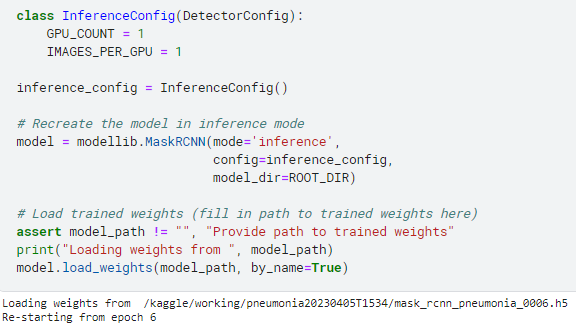 class InferenceConfig(DetectorConfig):
    GPU_COUNT = 1
    IMAGES_PER_GPU = 1

inference_config = InferenceConfig()

# Recreate the model in inference mode
model = modellib.MaskRCNN(mode='inference',
                          config=inference_config,
                          model_dir=ROOT_DIR)

# Load trained weights (fill in path to trained weights here)
assert model_path != "", "Provide path to trained weights"
print("Loading weights from ", model_path)
model.load_weights(model_path, by_name=True)

Loading weights from  /kaggle/working/pneumonia20230405T1534/mask_rcnn_pneumonia_0006.h5
Re-starting from epoch 6